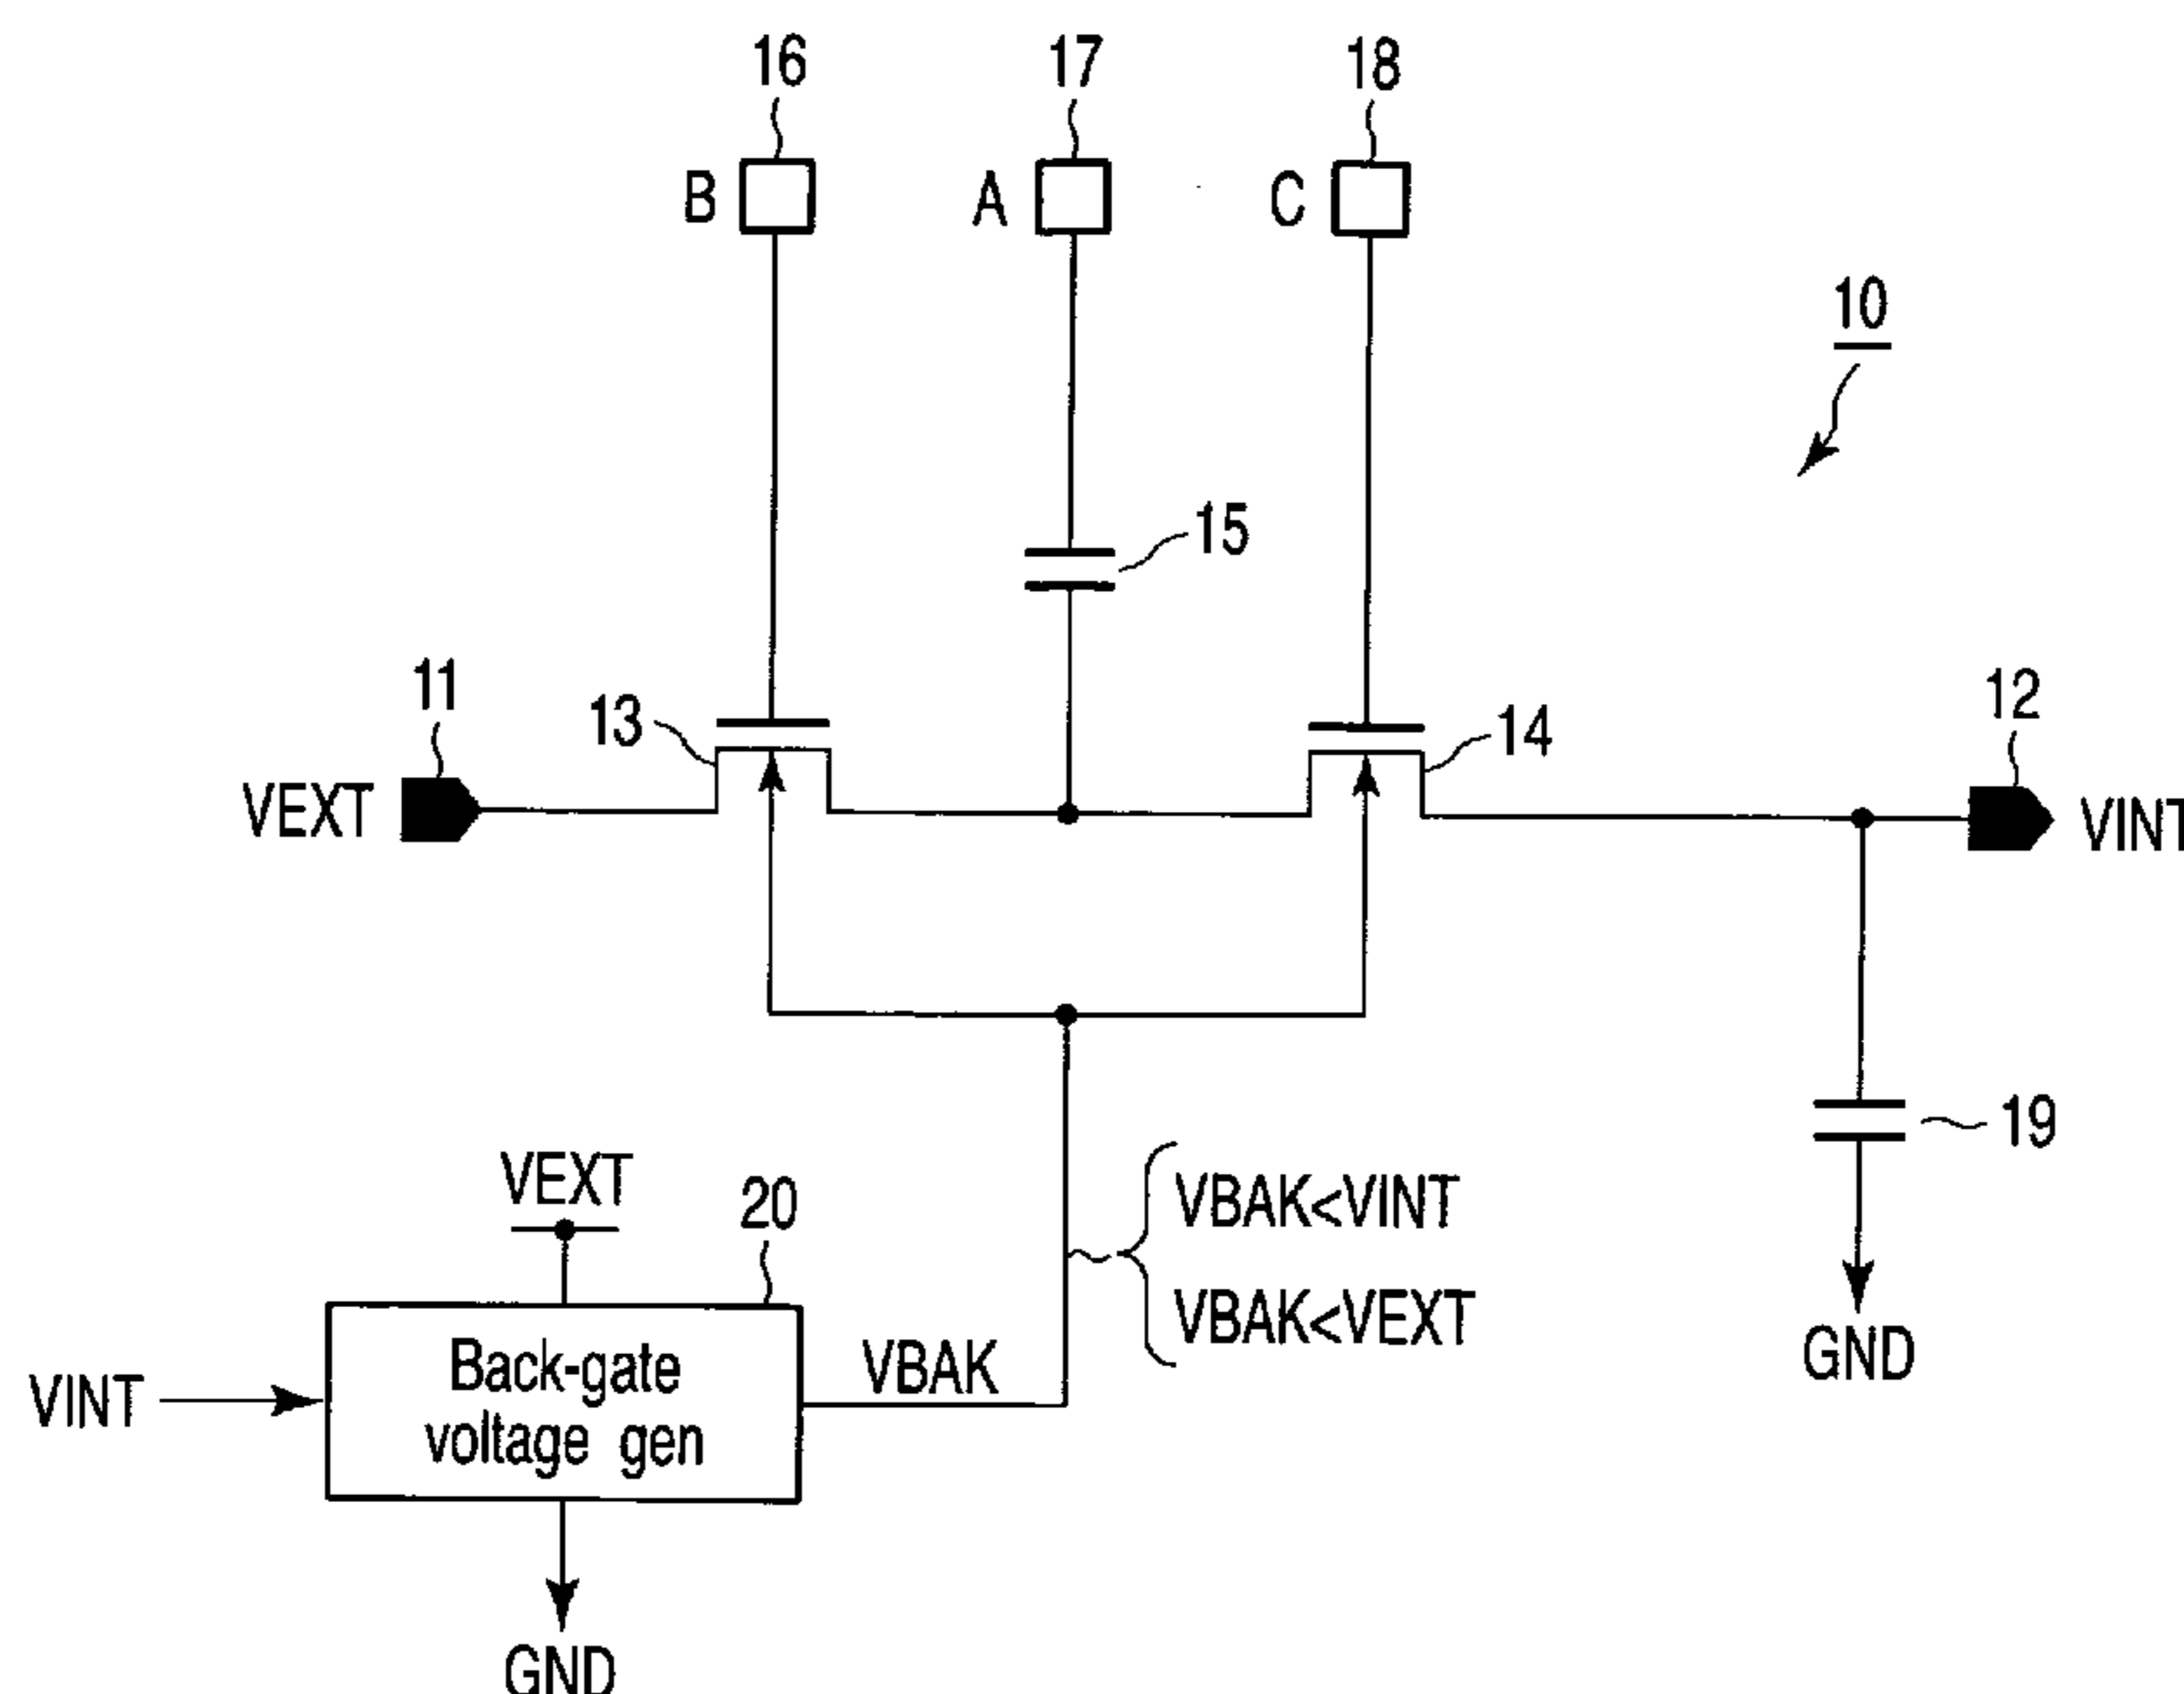 16
17
18
B
A
C
10
15
11
13
14
12
VEXT
VINT
19
VEXT
20
VBAK<VINT
VBAK<VEXT
GND
VINT
Back-gate
voltage gen
VBAK
GND